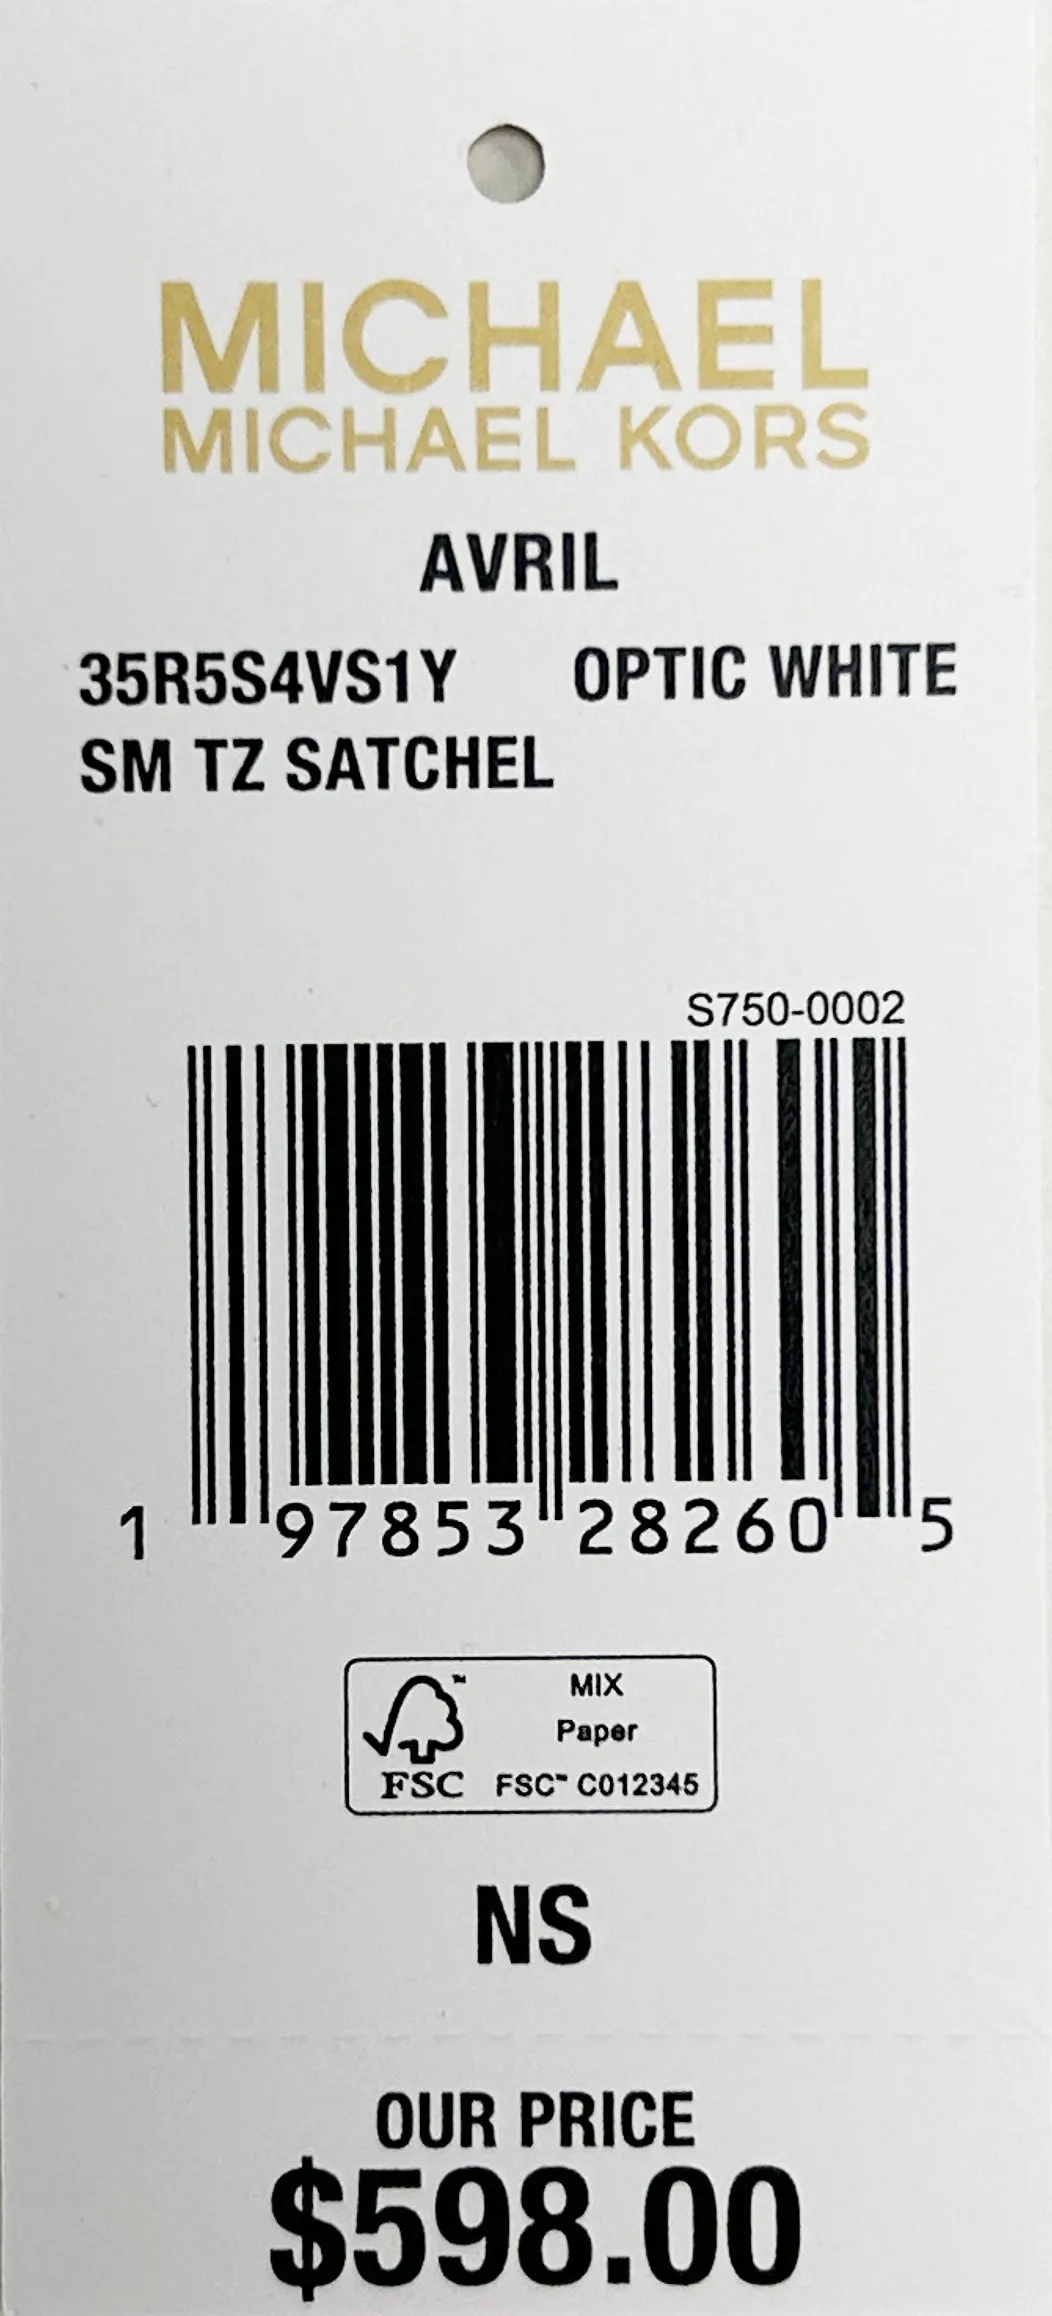 MICHAEL
MICHAEL KORS
AVRIL
35R5S4VS1Y OPTIC WHITE
SM TZ SATCHEL
S750-0002
1 97853 28260 5
MIX
Paper
FSC™ C012345
FSC
NS
OUR PRICE
$598.00